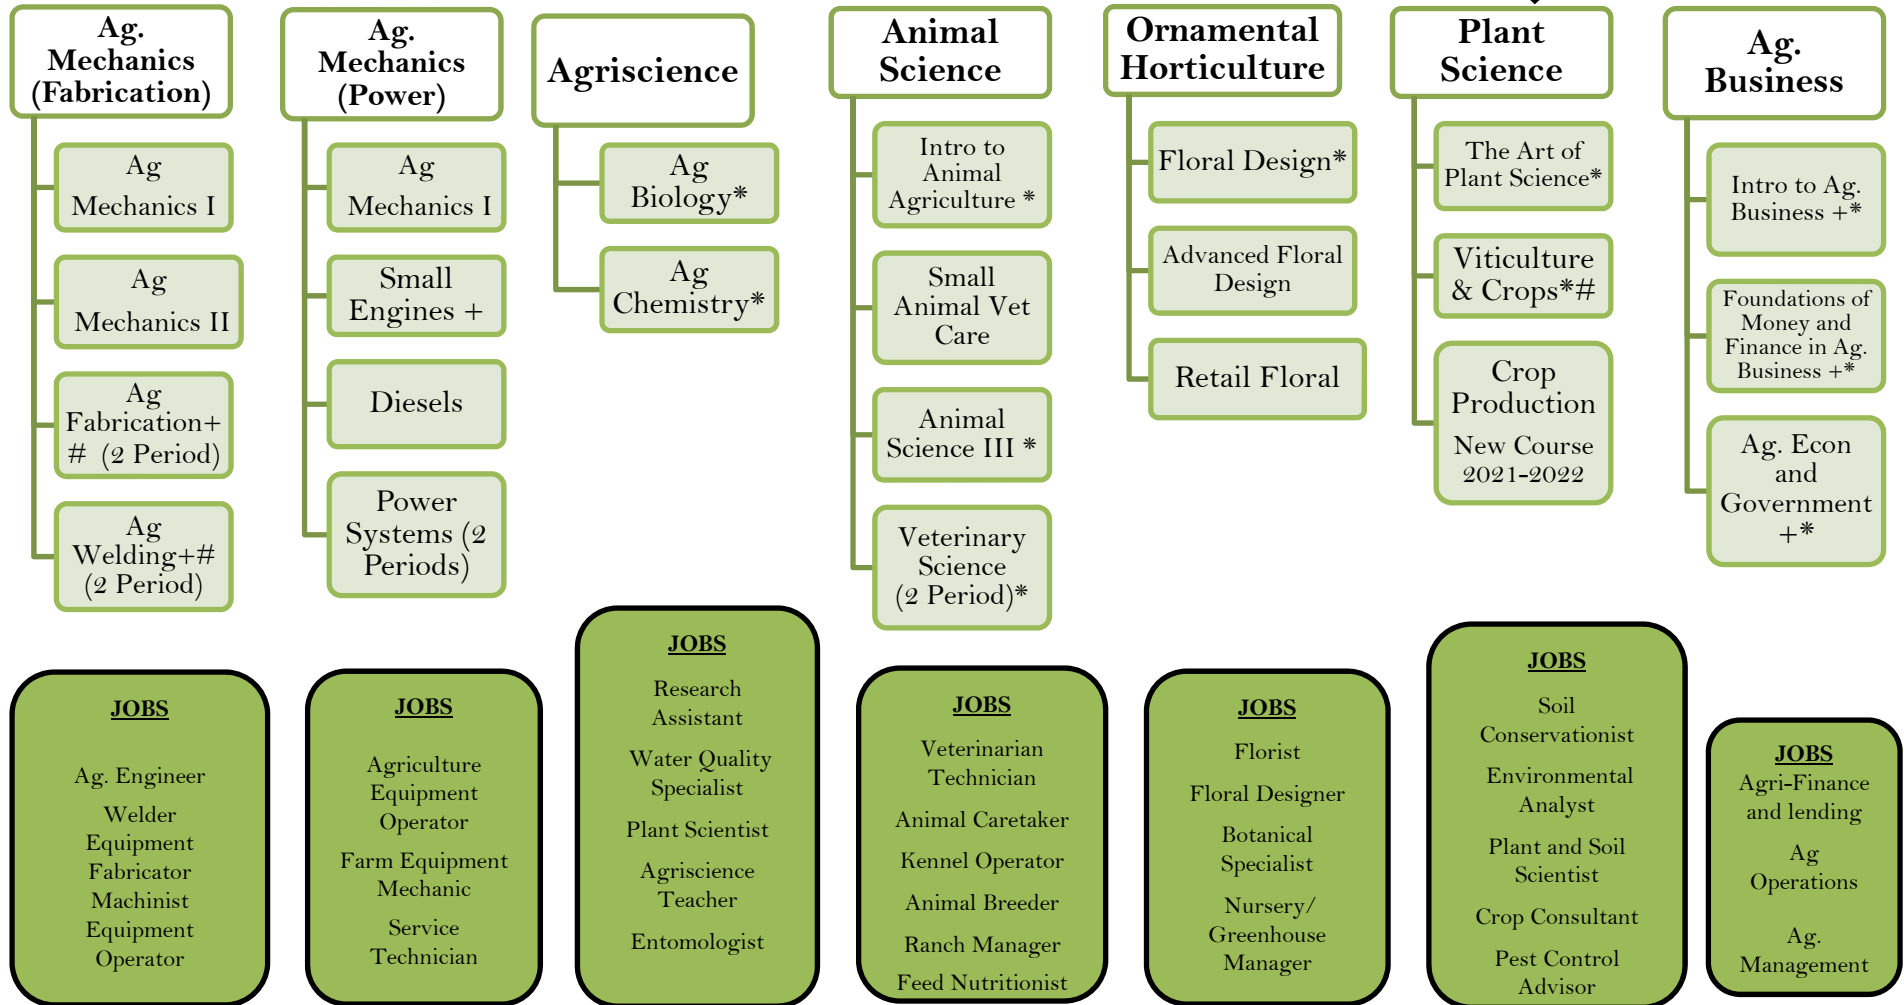 Ag.
Mechanics
(Fabrication)
Ag
Mechanics I
Ag
Mechanics II
Ag
Fabrication+
# (2 Period)
Ag
Welding+#
(2 Period)
JOBS
Ag. Engineer
Welder
Equipment
Fabricator
Machinist
Equipment
Operator
Ag.
Mechanics
(Power)
Ag
Mechanics I
Small
Engines +
Diesels
Power
Systems (2
Periods)
JOBS
Agriculture
Equipment
Operator
Farm Equipment
Mechanic
Service
Technician
Agriscience
Ag
Biology*
Ag
Chemistry*
JOBS
Research
Assistant
Water Quality
Specialist
Plant Scientist
Agriscience
Teacher
Entomologist
Animal
Science
Intro to
Animal
Agriculture *
Small
Animal Vet
Care
Animal
Science III *
Veterinary
Science
(2 Period)*
JOBS
Veterinarian
Technician
Animal Caretaker
Kennel Operator
Animal Breeder
Ranch Manager
Feed Nutritionist
Ornamental
Horticulture
Floral Design*
Advanced Floral
Design
Retail Floral
JOBS
Florist
Floral Designer
Botanical
Specialist
Nursery/
Greenhouse
Manager
Plant
Science
The Art of
Plant Science*
Viticulture
& Crops*#
Crop
Production
New Course
2021-2022
JOBS
Soil
Conservationist
Environmental
Analyst
Plant and Soil
Scientist
Crop Consultant
Pest Control
Advisor
Ag.
Business
Intro to Ag.
Business +*
Foundations of
Money and
Finance in Ag.
Business +*
Ag. Econ
and
Government
+*
JOBS
Agri-Finance
and lending
Ag
Operations
Ag.
Management